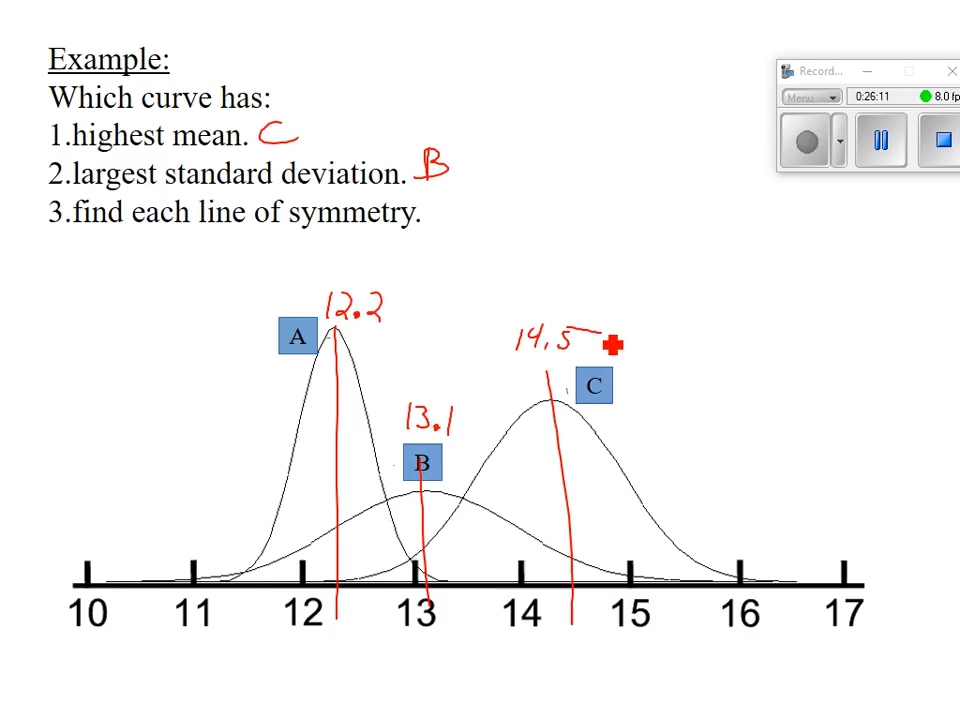 Example:
Which curve has:
1.highest mean. C
2.largest standard deviation. B
3.find each line of symmetry.
Record...
Menu 0:26:11 8.0 fp
12.2
A
14.5
C
13.1
B
10 11 12 13 14 15 16 17